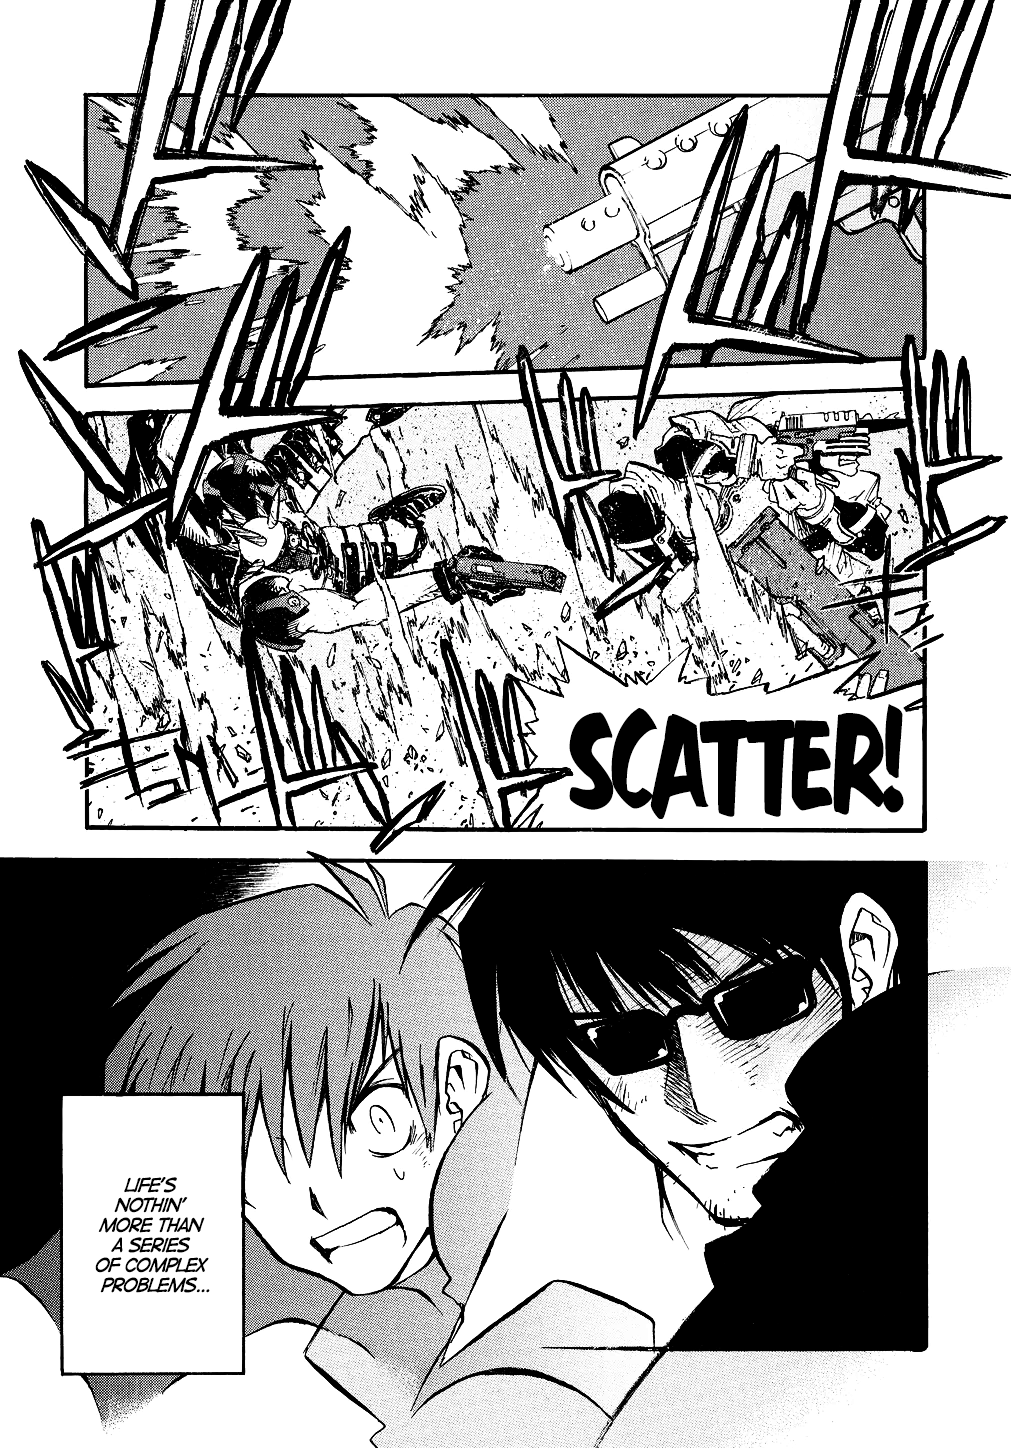 SCATTER!
LIFE'S
NOTHIN'
MORE THAN
A SERIES
OF COMPLEX
PROBLEMS...